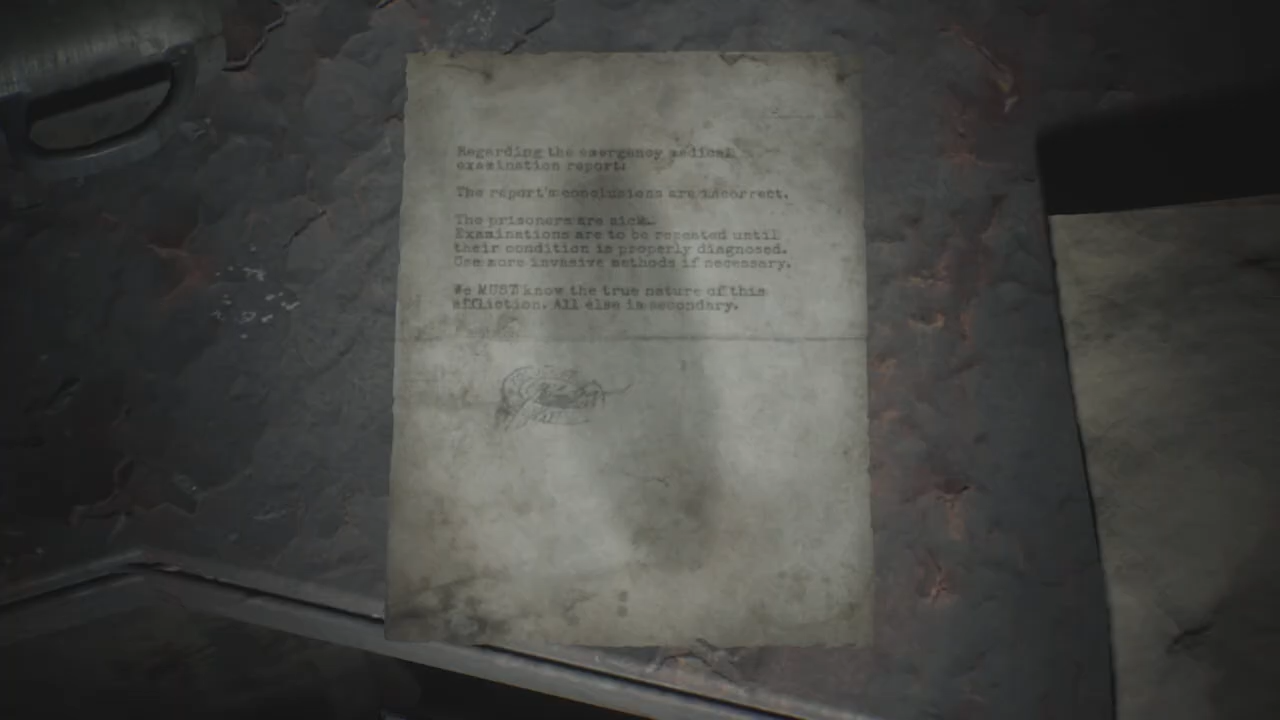 Regarding the emergency medical
examination report:
The report's conclusions are incorrect.
The prisoners are sick.
Examinations are to be repeated until
their condition is properly diagnosed.
Use more invasive methods if necessary.
We MUST know the true nature of this
affliction. All else is secondary.